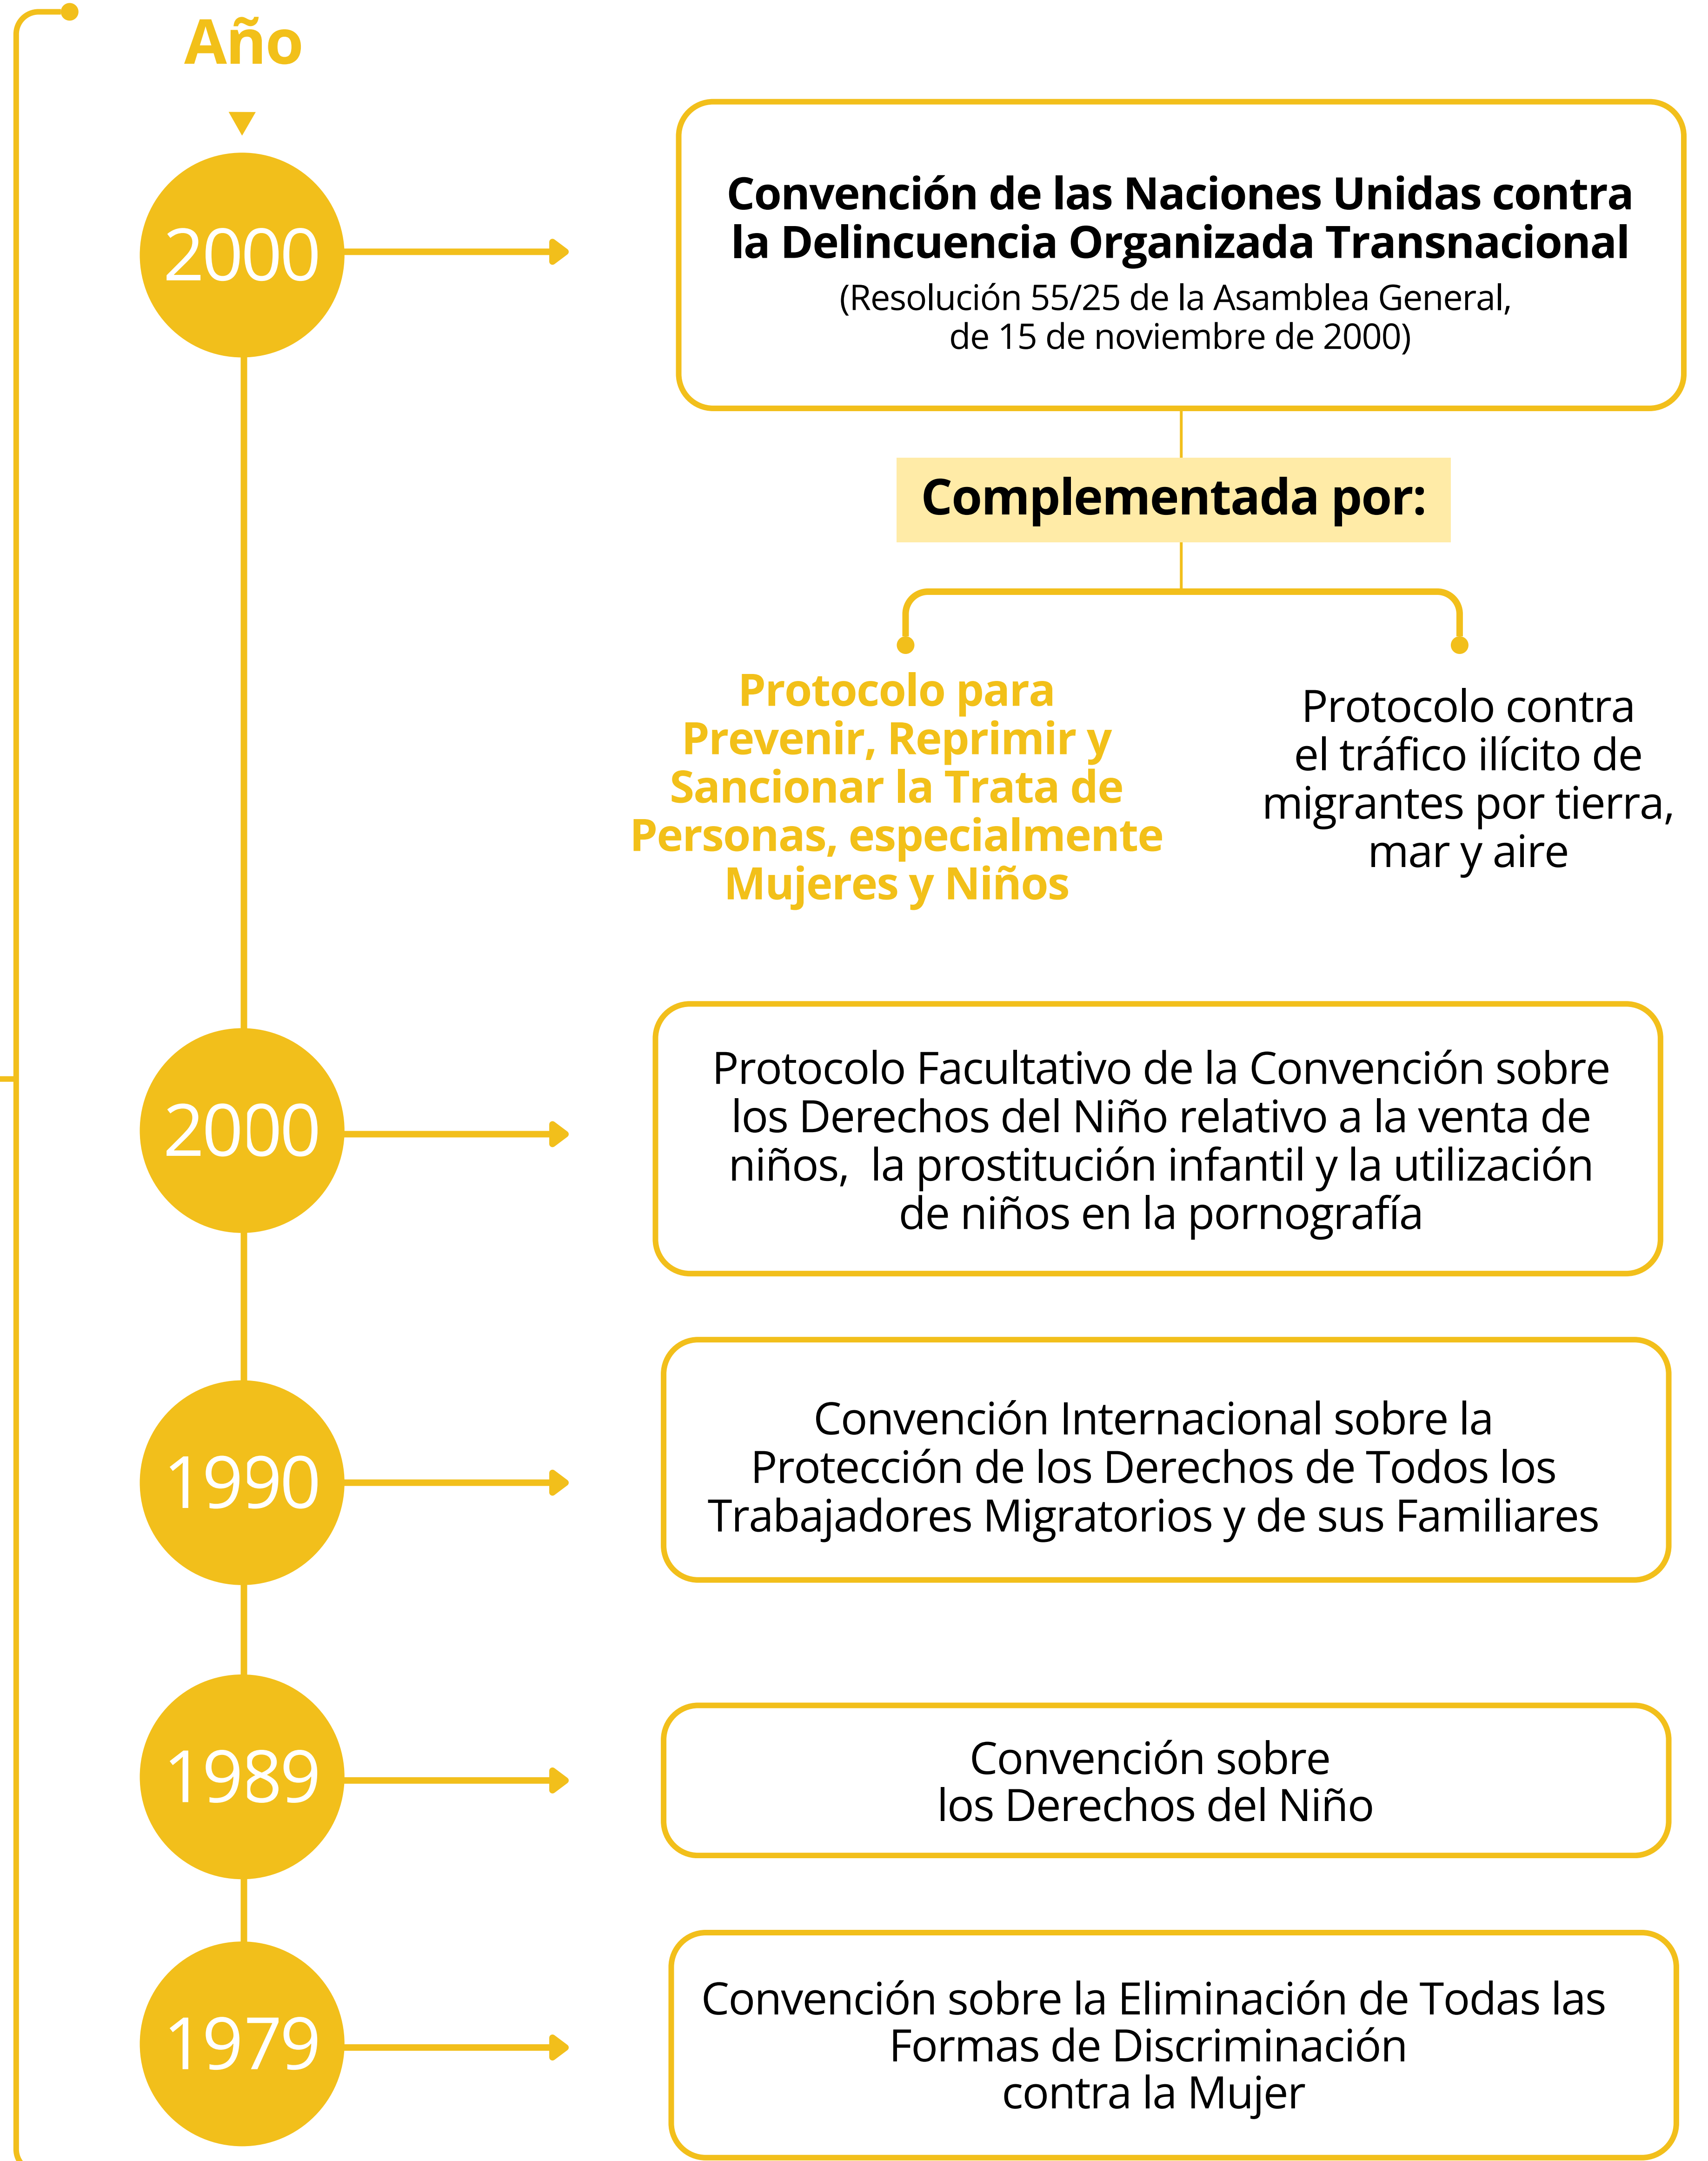 Año
2000
Convención de las Naciones Unidas contra
la Delincuencia Organizada Transnacional
(Resolución 55/25 de la Asamblea General,
de 15 de noviembre de 2000)
Complementada por:
Protocolo para
Prevenir, Reprimir y
Sancionar la Trata de
Personas, especialmente
Mujeres y Niños
Protocolo contra
el tráfico ilícito de
migrantes por tierra,
mar y aire
2000
Protocolo Facultativo de la Convención sobre
los Derechos del Niño relativo a la venta de
niños,  la prostitución infantil y la utilización
de niños en la pornografía
1990
Convención Internacional sobre la
Protección de los Derechos de Todos los
Trabajadores Migratorios y de sus Familiares
1989
Convención sobre
los Derechos del Niño
1979
Convención sobre la Eliminación de Todas las
Formas de Discriminación
contra la Mujer